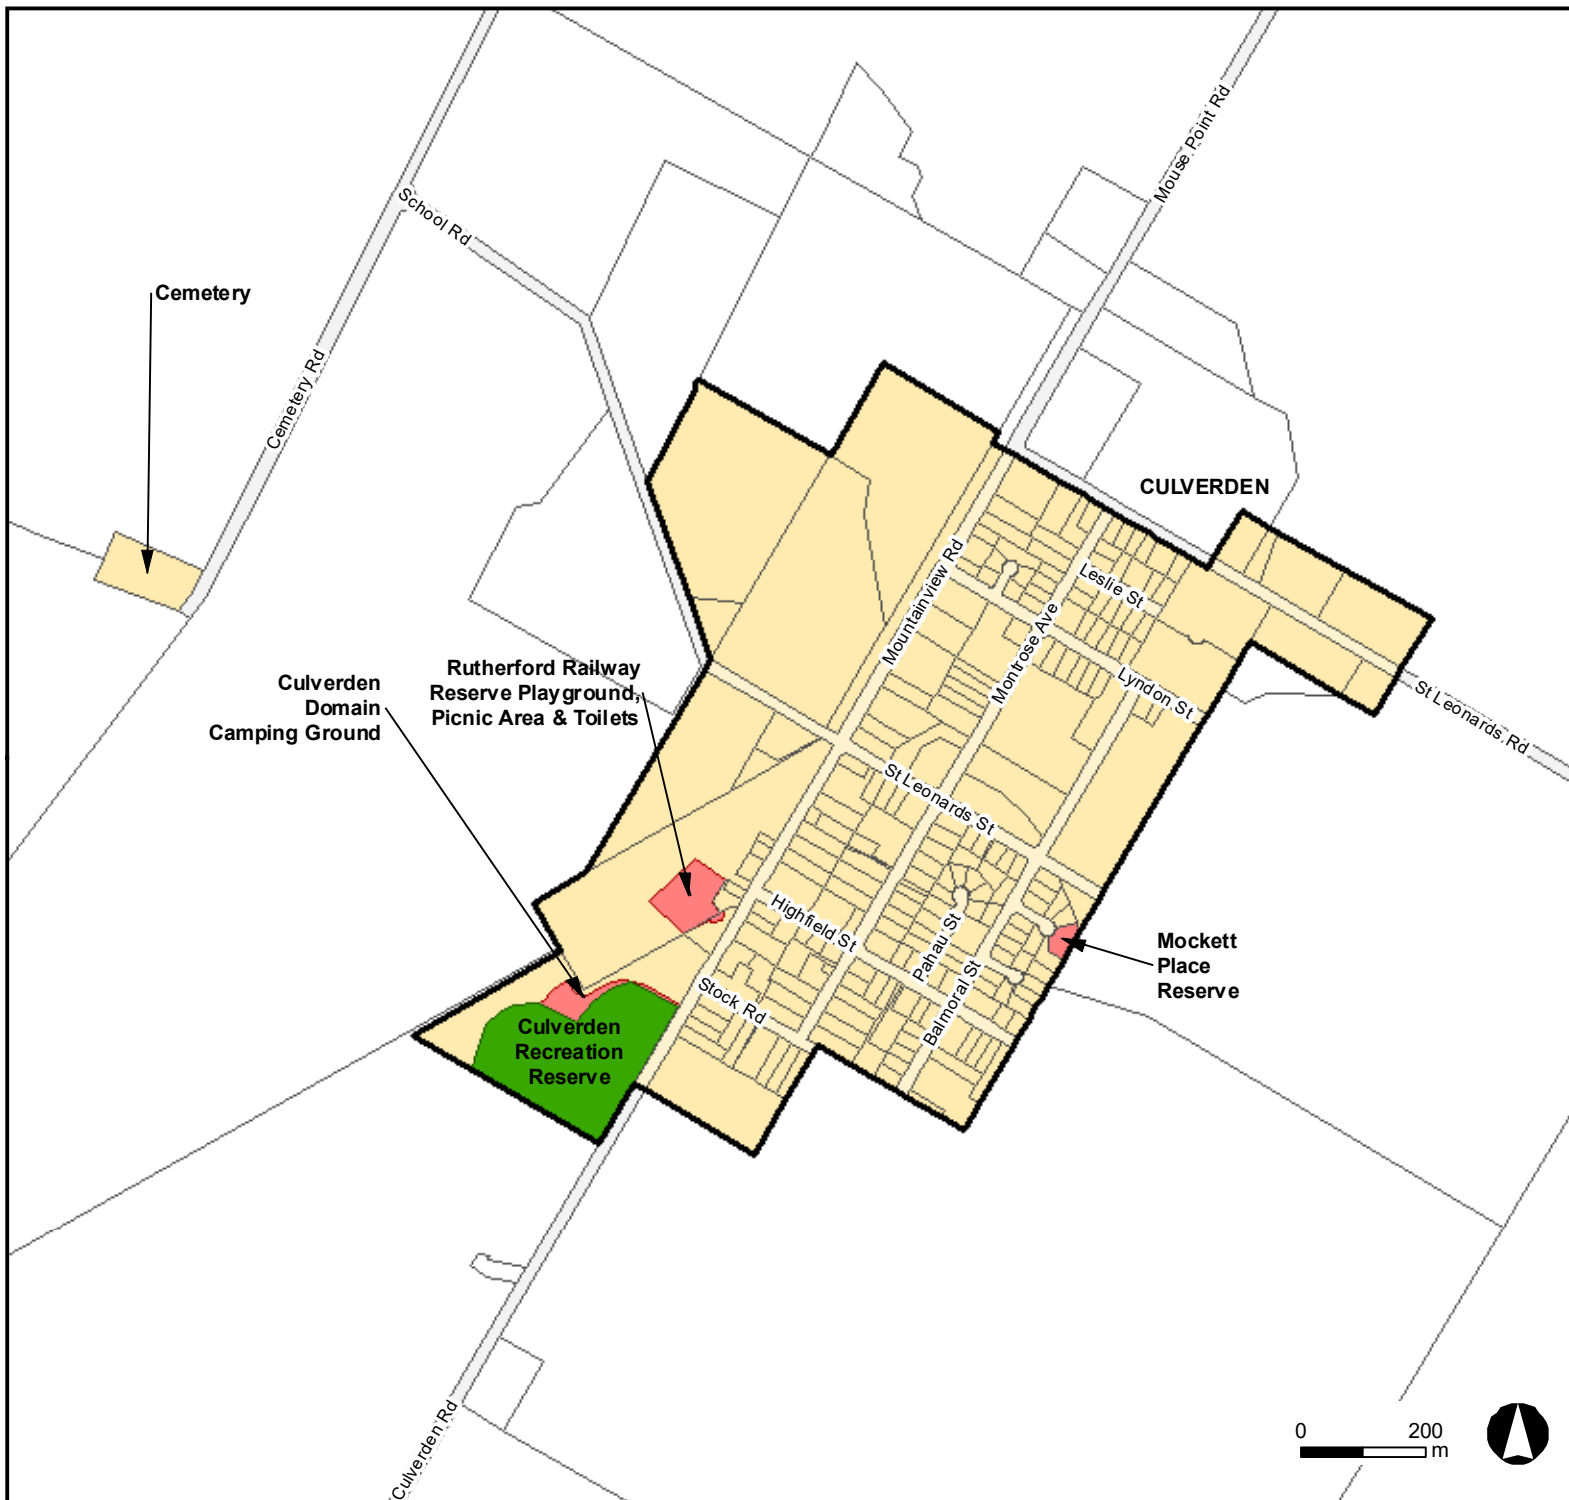 Mouse Point Rd
School Rd
Cemetery
Cemetery Rd
CULVERDEN
Mountainview Rd
Leslie St
Montrose Ave
Lyndon St
St Leonards Rd
Rutherford Railway
Reserve Playground,
Picnic Area & Toilets
Culverden
Domain
Camping Ground
St Leonards St
Highfield St
Pahau St
Balmoral St
Mockett
Place
Reserve
Stock Rd
Culverden
Recreation
Reserve
Culverden Rd
0 200
m